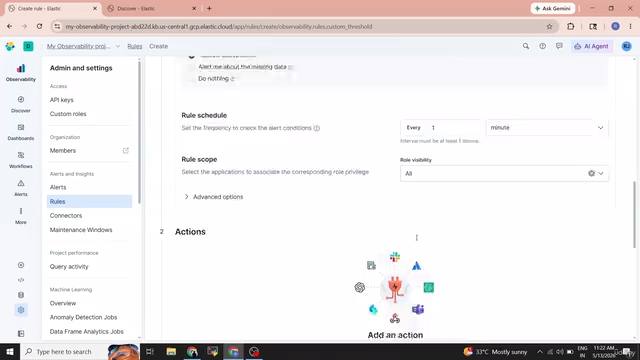 Create rule - Elastic
Discover - Elastic
Ask Gemini
my-observability-project-abd22d.kb.us-central1.gcp.elastic.cloud/app/rules/create/observability.rules.custom_threshold
D
My Observability proj...
Rules
Create
AI Agent
RJ
Observability
Discover
Dashboards
Workflows
Alerts
More
Admin and settings
Access
API keys
Custom roles
Organization
Members
Alerts and Insights
Alerts
Rules
Connectors
Maintenance Windows
Project performance
Query activity
Machine Learning
Overview
Anomaly Detection Jobs
Data Frame Analytics Jobs
Alert me about the missing data
Do nothing
Rule schedule
Set the frequency to check the alert conditions
Every
1
minute
Interval must be at least 1 minute.
Rule scope
Select the applications to associate the corresponding role privilege
Role visibility
All
Advanced options
2
Actions
Add an action
Type here to search
33°C Mostly sunny
ENG
IN
11:22 AM
5/13/2026